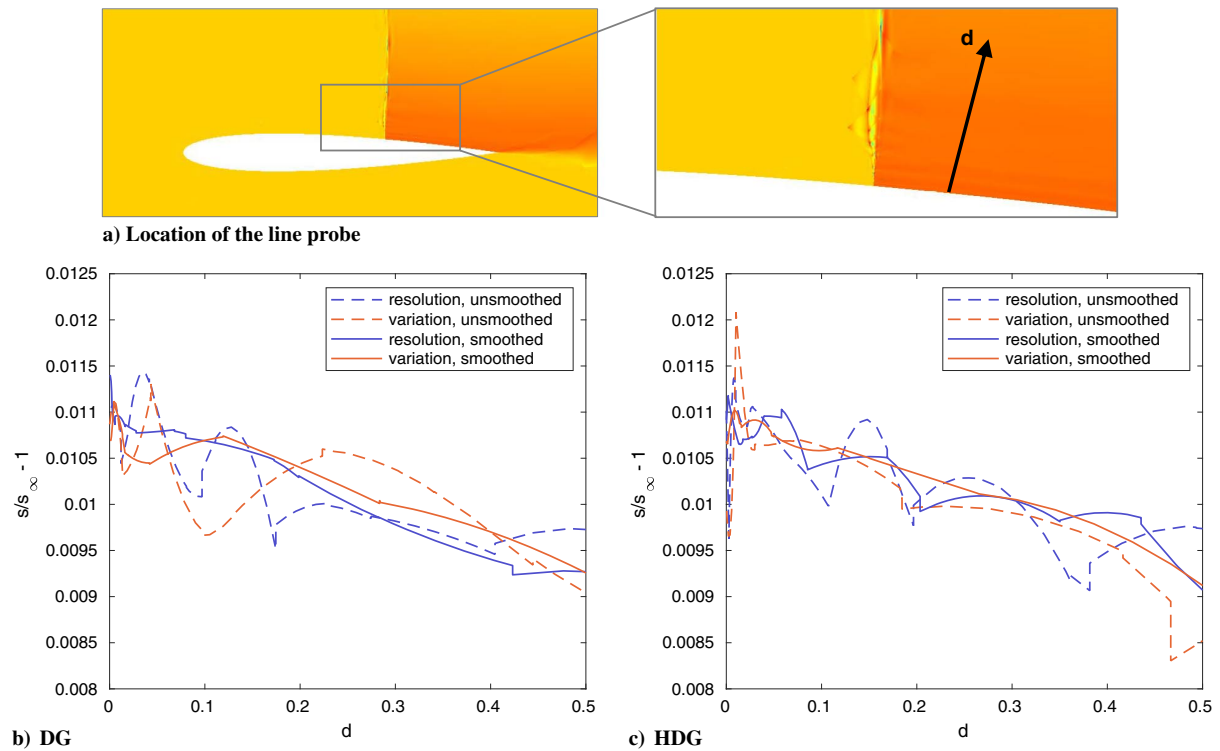 d
a) Location of the line probe
0.0125
0.012
0.0115
0.011
0.0105
0.01
0.0095
0.009
0.0085
0.008
s/s∞ - 1
resolution, unsmoothed
variation, unsmoothed
resolution, smoothed
variation, smoothed
0 0.1 0.2 0.3 0.4 0.5
d
b) DG
0.0125
0.012
0.0115
0.011
0.0105
0.01
0.0095
0.009
0.0085
0.008
s/s∞ - 1
resolution, unsmoothed
variation, unsmoothed
resolution, smoothed
variation, smoothed
0 0.1 0.2 0.3 0.4 0.5
d
c) HDG